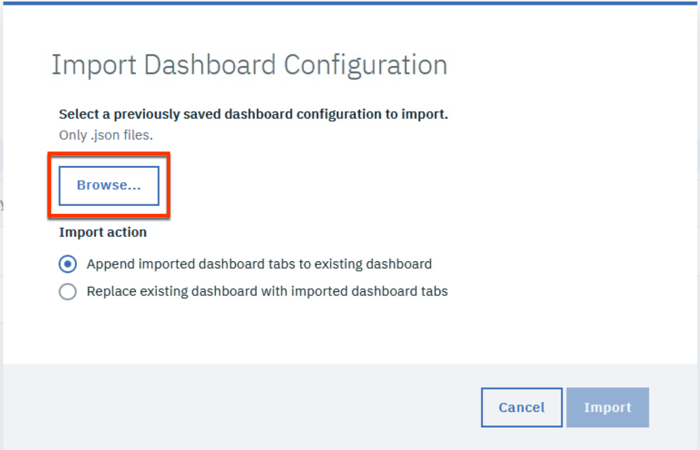 Import Dashboard Configuration
Select a previously saved dashboard configuration to import.
Only .json files.
Browse...
Import action
Append imported dashboard tabs to existing dashboard
Replace existing dashboard with imported dashboard tabs
Cancel Import